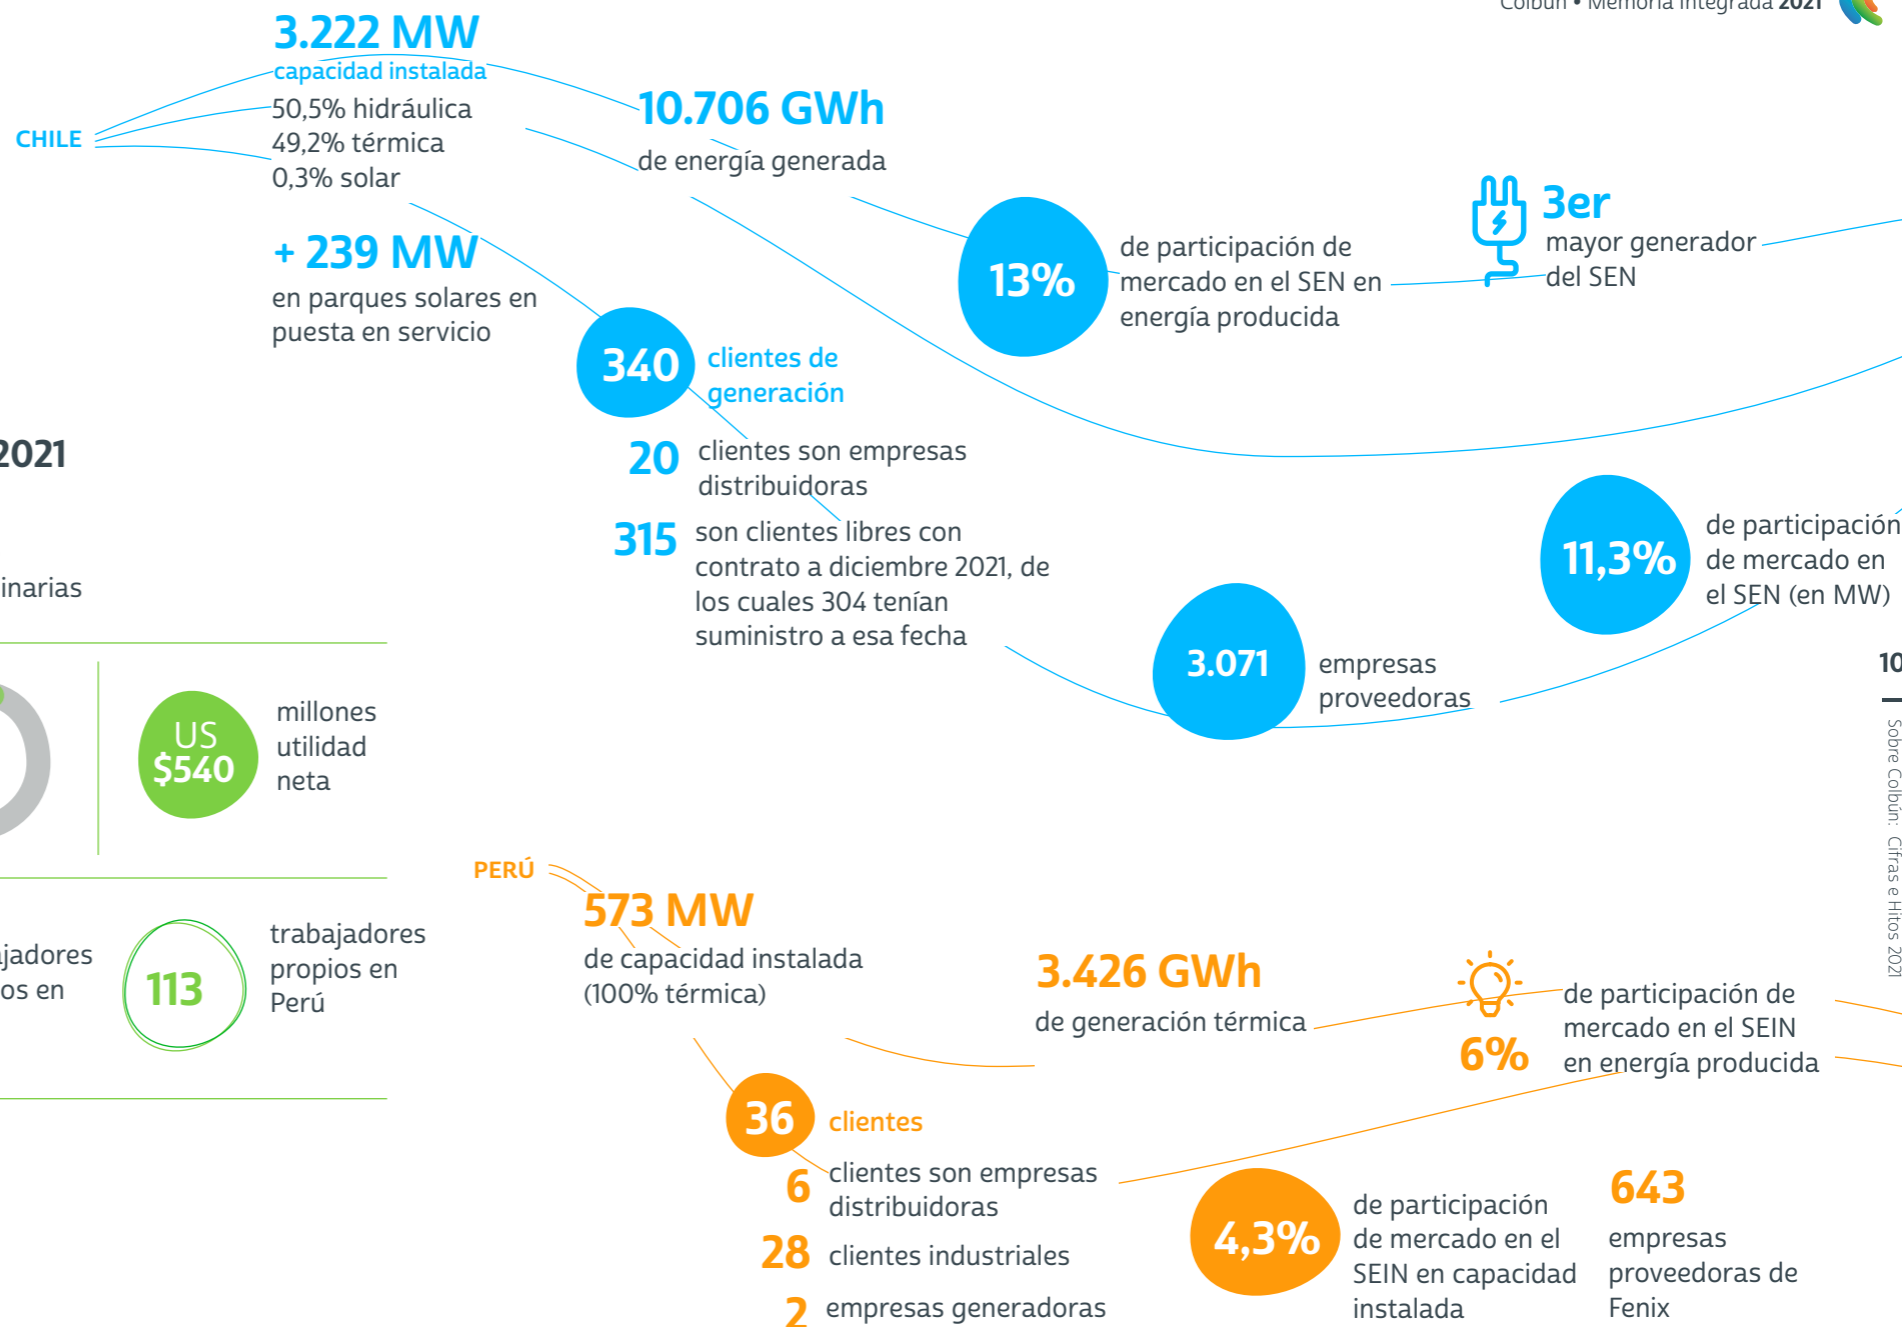 Colbún • Memoria Integrada 2021
CHILE
3.222 MW
capacidad instalada
50,5% hidráulica
49,2% térmica
0,3% solar
+ 239 MW
en parques solares en
puesta en servicio
10.706 GWh
de energía generada
13%
de participación de
mercado en el SEN en
energía producida
3er
mayor generador
del SEN
340
clientes de
generación
20
clientes son empresas
distribuidoras
315
son clientes libres con
contrato a diciembre 2021, de
los cuales 304 tenían
suministro a esa fecha
3.071
empresas
proveedoras
11,3%
de participación
de mercado en
el SEN (en MW)
2021
inarias
US
$540
millones
utilidad
neta
jadores
os en
113
trabajadores
propios en
Perú
10
Sobre Colbún: Cifras e Hitos 2021
PERÚ
573 MW
de capacidad instalada
(100% térmica)
3.426 GWh
de generación térmica
6%
de participación de
mercado en el SEIN
en energía producida
36
clientes
6
clientes son empresas
distribuidoras
28
clientes industriales
2
empresas generadoras
4,3%
de participación
de mercado en el
SEIN en capacidad
instalada
643
empresas
proveedoras de
Fenix